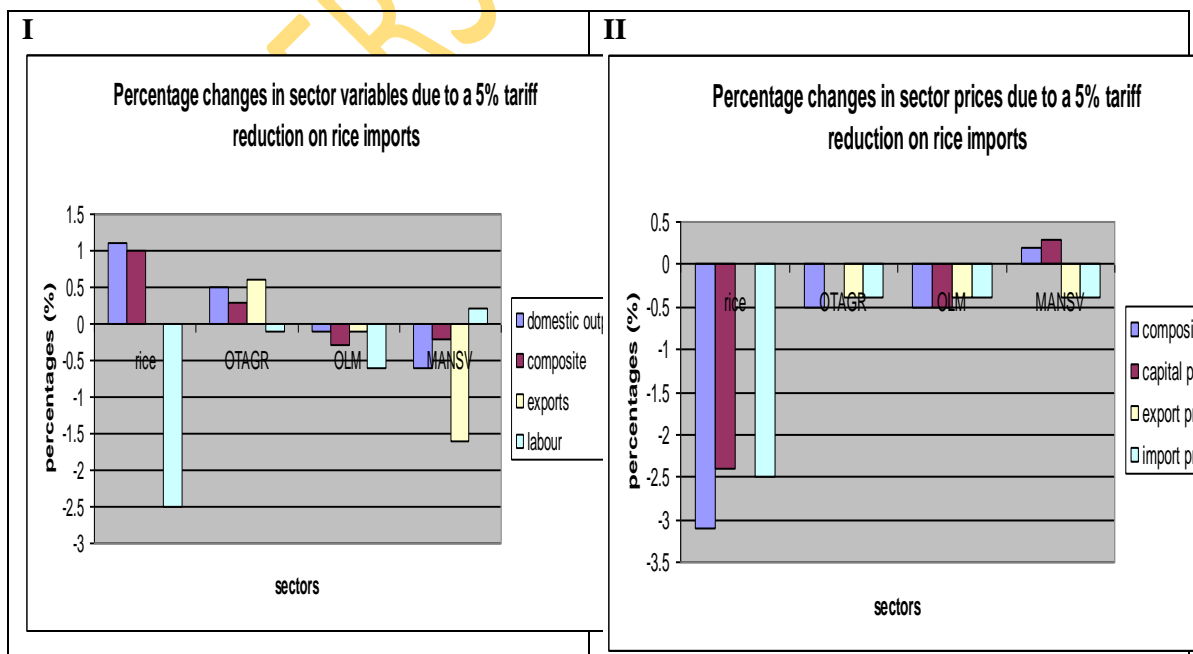 I
Percentage changes in sector variables due to a 5% tariff
reduction on rice imports
percentages (%)
1.5
1
0.5
0
-0.5
-1
-1.5
-2
-2.5
-3
rice OTAGR OLM MANSV
sectors
domestic outp
composite
exports
labour
II
Percentage changes in sector prices due to a 5% tariff
reduction on rice imports
percentages (%)
0.5
0
-0.5
-1
-1.5
-2
-2.5
-3
-3.5
rice OTAGR OLM MANSV
sectors
composi
capital p
export pr
import pr